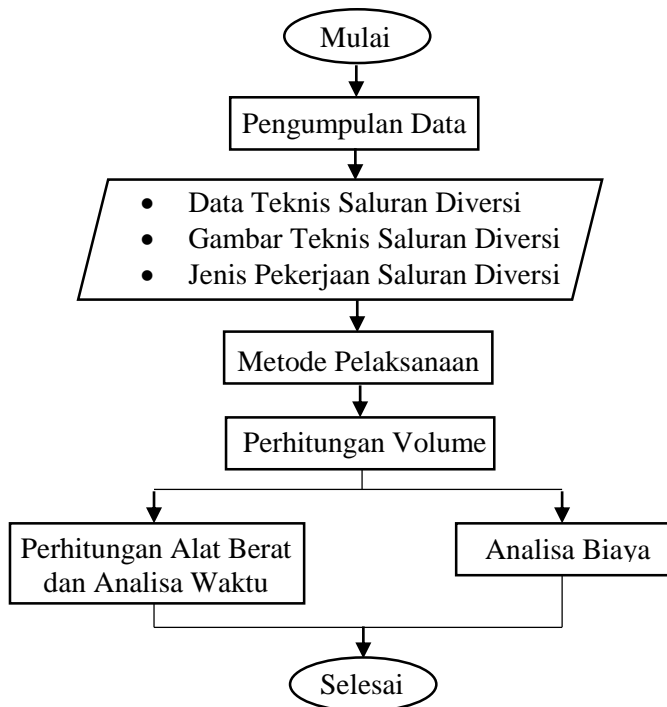 Mulai
Pengumpulan Data
• Data Teknis Saluran Diversi
• Gambar Teknis Saluran Diversi
• Jenis Pekerjaan Saluran Diversi
Metode Pelaksanaan
Perhitungan Volume
Perhitungan Alat Berat
dan Analisa Waktu
Analisa Biaya
Selesai